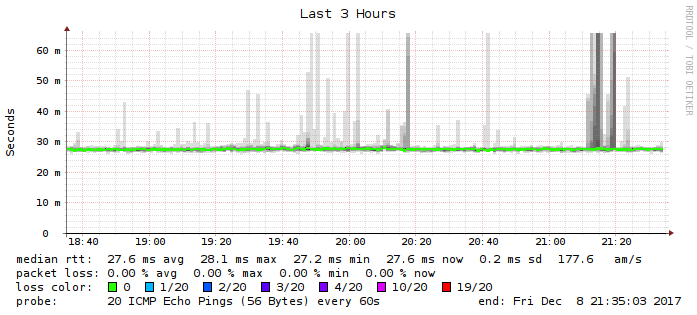 Last 3 Hours
RRDTOOL / TOBI OETIKER
Seconds
60 m
50 m
40 m
30 m
20 m
10 m
0
18:40 19:00 19:20 19:40 20:00 20:20 20:40 21:00 21:20
median rtt: 27.6 ms avg 28.1 ms max 27.2 ms min 27.6 ms now 0.2 ms sd 177.6 am/s
packet loss: 0.00 % avg 0.00 % max 0.00 % min 0.00 % now
loss color: 0 1/20 2/20 3/20 4/20 10/20 19/20
probe: 20 ICMP Echo Pings (56 Bytes) every 60s end: Fri Dec 8 21:35:03 2017